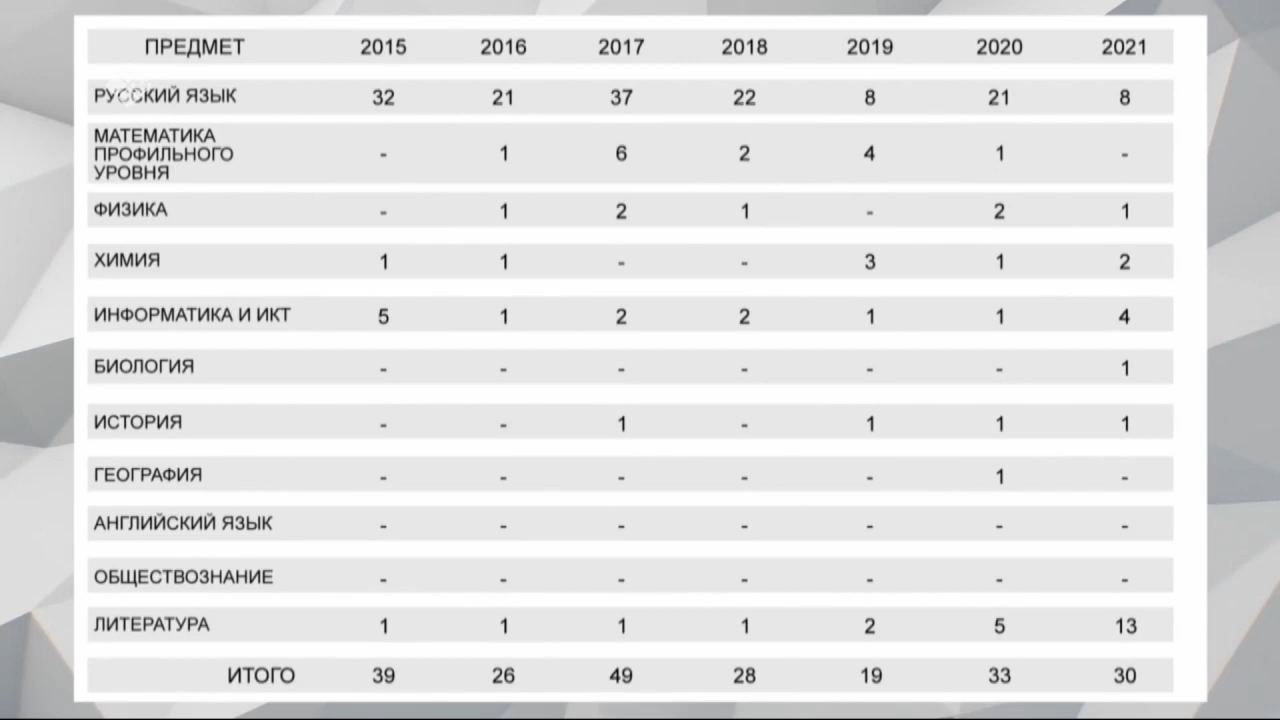 ПРЕДМЕТ 2015 2016 2017 2018 2019 2020 2021
РУССКИЙ ЯЗЫК 32 21 37 22 8 21 8
МАТЕМАТИКА
ПРОФИЛЬНОГО
УРОВНЯ - 1 6 2 4 1 -
ФИЗИКА - 1 2 1 - 2 1
ХИМИЯ 1 1 - - 3 1 2
ИНФОРМАТИКА И ИКТ 5 1 2 2 1 1 4
БИОЛОГИЯ - - - - - - 1
ИСТОРИЯ - - 1 - 1 1 1
ГЕОГРАФИЯ - - - - - 1 -
АНГЛИЙСКИЙ ЯЗЫК - - - - - - -
ОБЩЕСТВОЗНАНИЕ - - - - - - -
ЛИТЕРАТУРА 1 1 1 1 2 5 13
ИТОГО 39 26 49 28 19 33 30